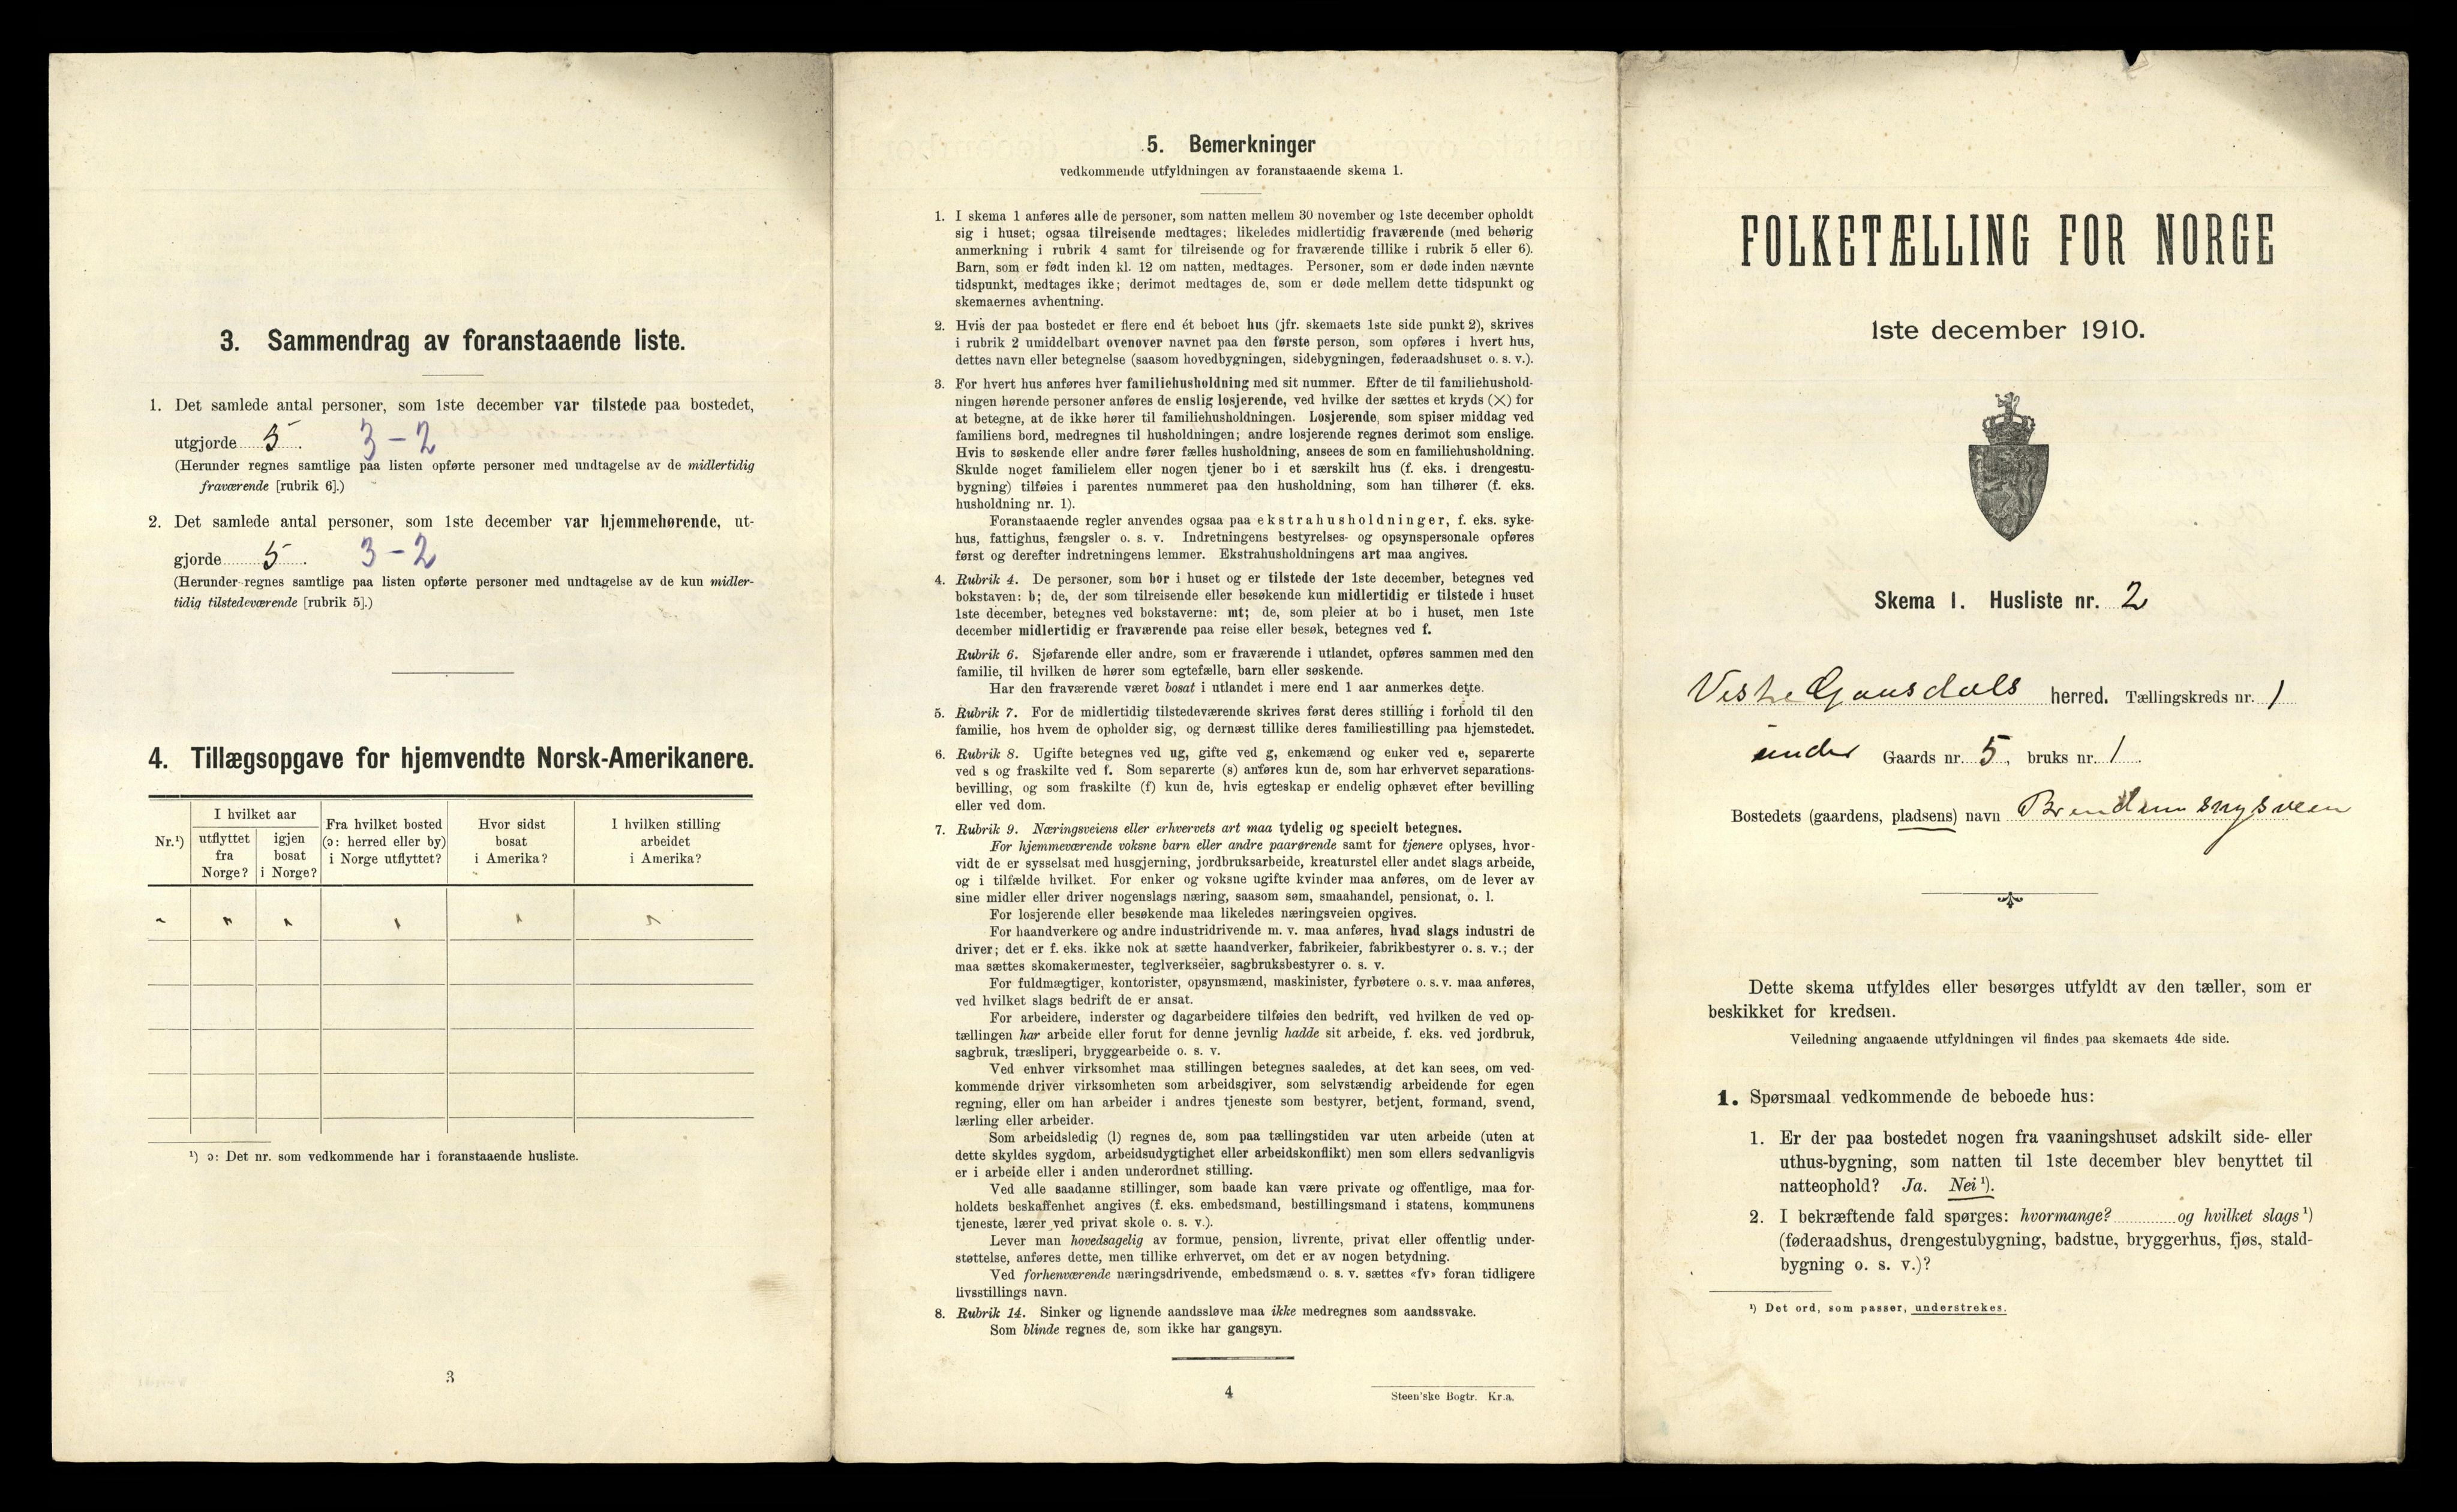 3. Sammendrag av foranstaaende liste.
1. Det samlede antal personer, som 1ste december var tilstede paa bostedet,
utgjorde 5. 3-2
(Herunder regnes samtlige paa listen opførte personer med undtagelse av de midlertidig
fraværende [rubrik 6].)
2. Det samlede antal personer, som 1ste december var hjemmehørende, ut-
gjorde 5. 3-2
(Herunder regnes samtlige paa listen opførte personer med undtagelse av de kun midler-
tidig tilstedeværende [rubrik 5].)
4. Tillægsopgave for hjemvendte Norsk-Amerikanere.
Nr.¹)
I hvilket aar
utflyttet fra Norge?
igjen bosat i Norge?
Fra hvilket bosted (ɔ: herred eller by) i Norge utflyttet?
Hvor sidst bosat i Amerika?
I hvilken stilling arbeidet i Amerika?
¹) ɔ: Det nr. som vedkommende har i foranstaaende husliste.
3
5. Bemerkninger
vedkommende utfyldningen av foranstaaende skema 1.
1. I skema 1 anføres alle de personer, som natten mellem 30 november og 1ste december opholdt
sig i huset; ogsaa tilreisende medtages; likeledes midlertidig fraværende (med behørig
anmerkning i rubrik 4 samt for tilreisende og for fraværende tillike i rubrik 5 eller 6).
Barn, som er født inden kl. 12 om natten, medtages. Personer, som er døde inden nævnte
tidspunkt, medtages ikke; derimot medtages de, som er døde mellem dette tidspunkt og
skemaernes avhentning.
2. Hvis der paa bostedet er flere end ét beboet hus (jfr. skemaets 1ste side punkt 2), skrives
i rubrik 2 umiddelbart ovenover navnet paa den første person, som opføres i hvert hus,
dettes navn eller betegnelse (saasom hovedbygningen, sidebygningen, føderaadshuset o. s. v.).
3. For hvert hus anføres hver familiehusholdning med sit nummer. Efter de til familiehushold-
ningen hørende personer anføres de enslig losjerende, ved hvilke der sættes et kryds (×) for
at betegne, at de ikke hører til familiehusholdningen. Losjerende, som spiser middag ved
familiens bord, medregnes til husholdningen; andre losjerende regnes derimot som enslige.
Hvis to søskende eller andre fører fælles husholdning, ansees de som en familiehusholdning.
Skulde noget familielem eller nogen tjener bo i et særskilt hus (f. eks. i drengestu-
bygning) tilføies i parentes nummeret paa den husholdning, som han tilhører (f. eks.
husholdning nr. 1).
Foranstaaende regler anvendes ogsaa paa ekstrahusholdninger, f. eks. syke-
hus, fattighus, fængsler o. s. v. Indretningens bestyrelses- og opsynspersonale opføres
først og derefter indretningens lemmer. Ekstrahusholdningens art maa angives.
4. Rubrik 4. De personer, som bor i huset og er tilstede der 1ste december, betegnes ved
bokstaven: b; de, der som tilreisende eller besøkende kun midlertidig er tilstede i huset
1ste december, betegnes ved bokstaverne: mt; de, som pleier at bo i huset, men 1ste
december midlertidig er fraværende paa reise eller besøk, betegnes ved f.
Rubrik 6. Sjøfarende eller andre, som er fraværende i utlandet, opføres sammen med den
familie, til hvilken de hører som egtefælle, barn eller søskende.
Har den fraværende været bosat i utlandet i mere end 1 aar anmerkes dette.
5. Rubrik 7. For de midlertidig tilstedeværende skrives først deres stilling i forhold til den
familie, hos hvem de opholder sig, og dernæst tillike deres familiestilling paa hjemstedet.
6. Rubrik 8. Ugifte betegnes ved ug, gifte ved g, enkemænd og enker ved e, separerte
ved s og fraskilte ved f. Som separerte (s) anføres kun de, som har erhvervet separations-
bevilling, og som fraskilte (f) kun de, hvis egteskap er endelig ophævet efter bevilling
eller ved dom.
7. Rubrik 9. Næringsveiens eller erhvervets art maa tydelig og specielt betegnes.
For hjemmeværende voksne barn eller andre paarørende samt for tjenere oplyses, hvor-
vidt de er sysselsat med husgjerning, jordbruksarbeide, kreaturstel eller andet slags arbeide,
og i tilfælde hvilket. For enker og voksne ugifte kvinder maa anføres, om de lever av
sine midler eller driver nogenslags næring, saasom søm, smaahandel, pensionat, o. l.
For losjerende eller besøkende maa likeledes næringsveien opgives.
For haandverkere og andre industridrivende m. v. maa anføres, hvad slags industri de
driver; det er f. eks. ikke nok at sætte haandverker, fabrikeier, fabrikbestyrer o. s. v.; der
maa sættes skomakermester, teglverkseier, sagbruksbestyrer o. s. v.
For fuldmægtiger, kontorister, opsynsmænd, maskinister, fyrbøtere o. s. v. maa anføres,
ved hvilket slags bedrift de er ansat.
For arbeidere, inderster og dagarbeidere tilføies den bedrift, ved hvilken de ved op-
tællingen har arbeide eller forut for denne jevnlig hadde sit arbeide, f. eks. ved jordbruk,
sagbruk, træsliperi, bryggearbeide o. s. v.
Ved enhver virksomhet maa stillingen betegnes saaledes, at det kan sees, om ved-
kommende driver virksomheten som arbeidsgiver, som selvstændig arbeidende for egen
regning, eller om han arbeider i andres tjeneste som bestyrer, betjent, formand, svend,
lærling eller arbeider.
Som arbeidsledig (l) regnes de, som paa tællingstiden var uten arbeide (uten at
dette skyldes sygdom, arbeidsudygtighet eller arbeidskonflikt) men som ellers sedvanligvis
er i arbeide eller i anden underordnet stilling.
Ved alle saadanne stillinger, som baade kan være private og offentlige, maa for-
holdets beskaffenhet angives (f. eks. embedsmand, bestillingsmand i statens, kommunens
tjeneste, lærer ved privat skole o. s. v.).
Lever man hovedsagelig av formue, pension, livrente, privat eller offentlig under-
støttelse, anføres dette, men tillike erhvervet, om det er av nogen betydning.
Ved forhenværende næringsdrivende, embedsmænd o. s. v. sættes «fv» foran tidligere
livsstillings navn.
8. Rubrik 14. Sinker og lignende aandssløve maa ikke medregnes som aandssvake.
Som blinde regnes de, som ikke har gangsyn.
4
Steen'ske Bogtr. Kr.a.
FOLKETÆLLING FOR NORGE
1ste december 1910.
Skema 1. Husliste nr. 2
Vestre Gausdals herred. Tællingskreds nr. 1
under Gaards nr. 5, bruks nr. 1.
Bostedets (gaardens, pladsens) navn
Dette skema utfyldes eller besørges utfyldt av den tæller, som er
beskikket for kredsen.
Veiledning angaaende utfyldningen vil findes paa skemaets 4de side.
1. Spørsmaal vedkommende de beboede hus:
1. Er der paa bostedet nogen fra vaaningshuset adskilt side- eller
uthus-bygning, som natten til 1ste december blev benyttet til
natteophold? Ja. Nei¹).
2. I bekræftende fald spørges: hvormange? og hvilket slags¹)
(føderaadshus, drengestubygning, badstue, bryggerhus, fjøs, stald-
bygning o. s. v.)?
¹) Det ord, som passer, understrekes.